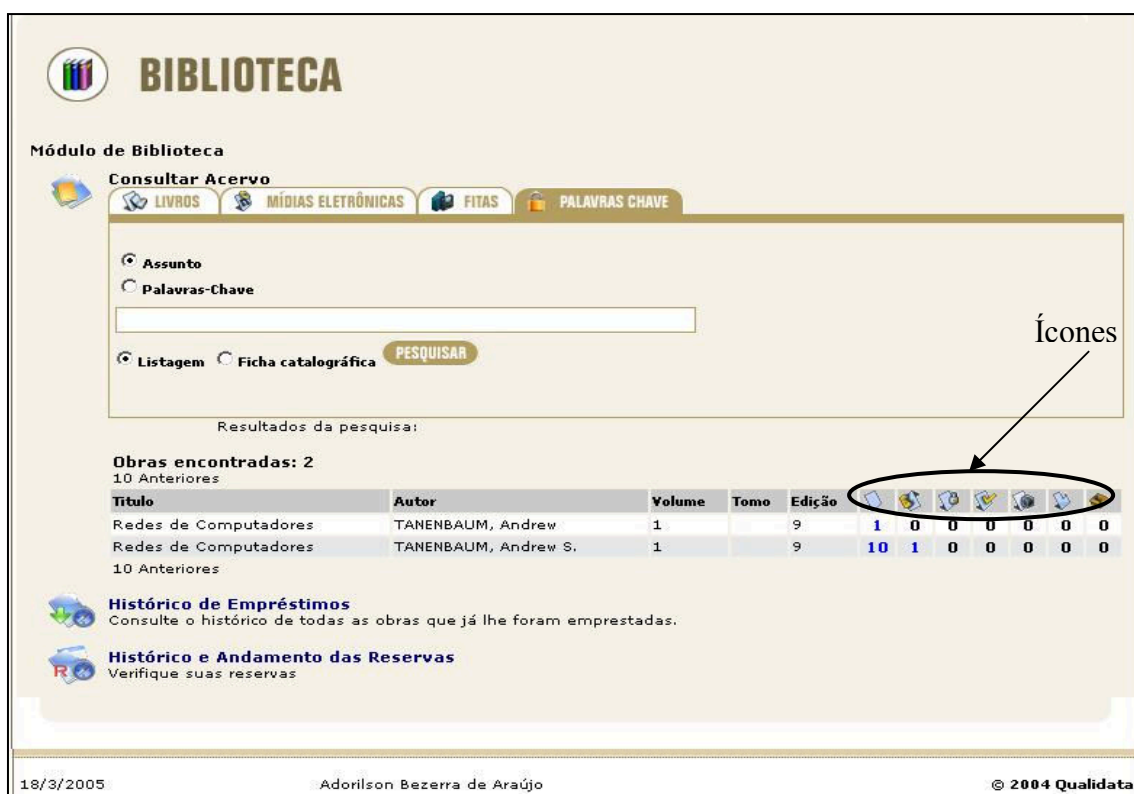 BIBLIOTECA
Módulo de Biblioteca
Consultar Acervo
LIVROS MÍDIAS ELETRÔNICAS FITAS PALAVRAS CHAVE
Assunto
Palavras-Chave
Ícones
Listagem Ficha catalográfica PESQUISAR
Resultados da pesquisa:
Obras encontradas: 2
10 Anteriores
Título Autor Volume Tomo Edição
Redes de Computadores TANENBAUM, Andrew 1 9 1 0 0 0 0 0 0
Redes de Computadores TANENBAUM, Andrew S. 1 9 10 1 0 0 0 0 0
10 Anteriores
Histórico de Empréstimos
Consulte o histórico de todas as obras que já lhe foram emprestadas.
Histórico e Andamento das Reservas
R
Verifique suas reservas
18/3/2005 Adorilson Bezerra de Araújo © 2004 Qualidata